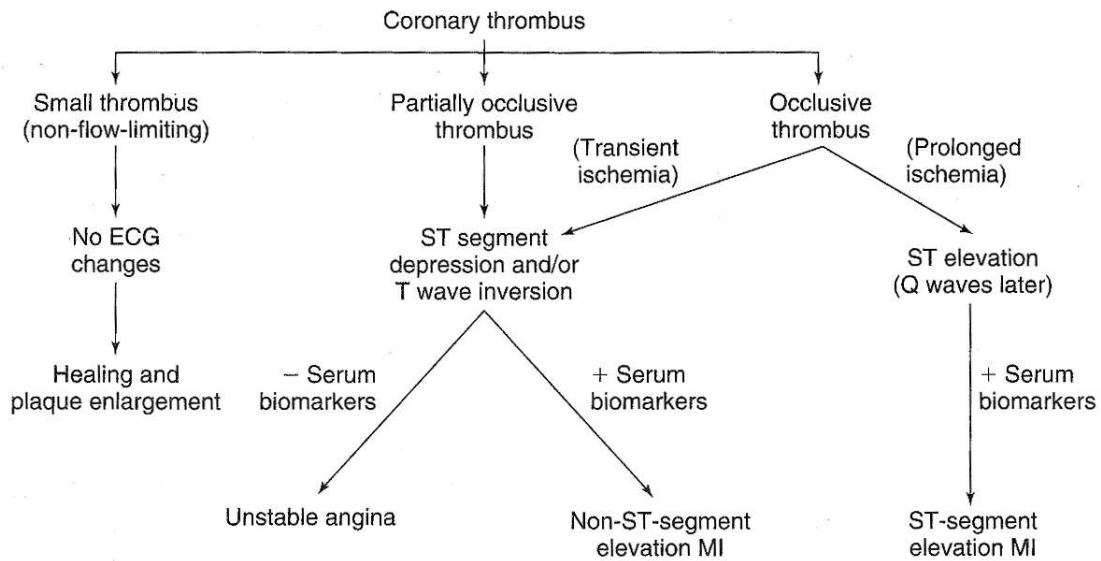 Coronary thrombus
Small thrombus
(non-flow-limiting)
Partially occlusive
thrombus
Occlusive
thrombus
(Transient
ischemia)
(Prolonged
ischemia)
No ECG
changes
ST segment
depression and/or
T wave inversion
ST elevation
(Q waves later)
Healing and
plaque enlargement
− Serum
biomarkers
+ Serum
biomarkers
+ Serum
biomarkers
Unstable angina
Non-ST-segment
elevation MI
ST-segment
elevation MI